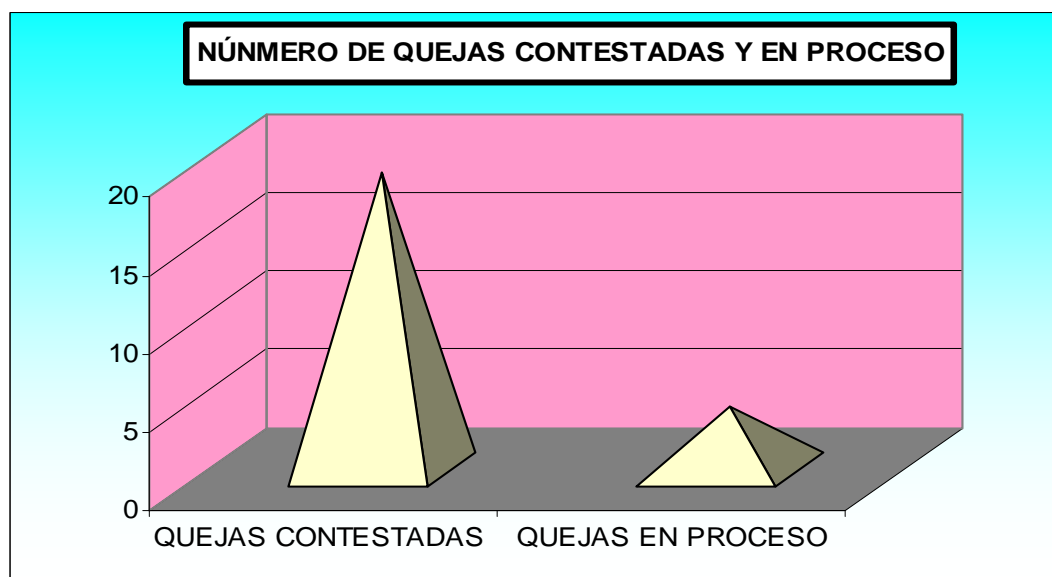 NÚNMERO DE QUEJAS CONTESTADAS Y EN PROCESO
20
15
10
5
0
QUEJAS CONTESTADAS QUEJAS EN PROCESO